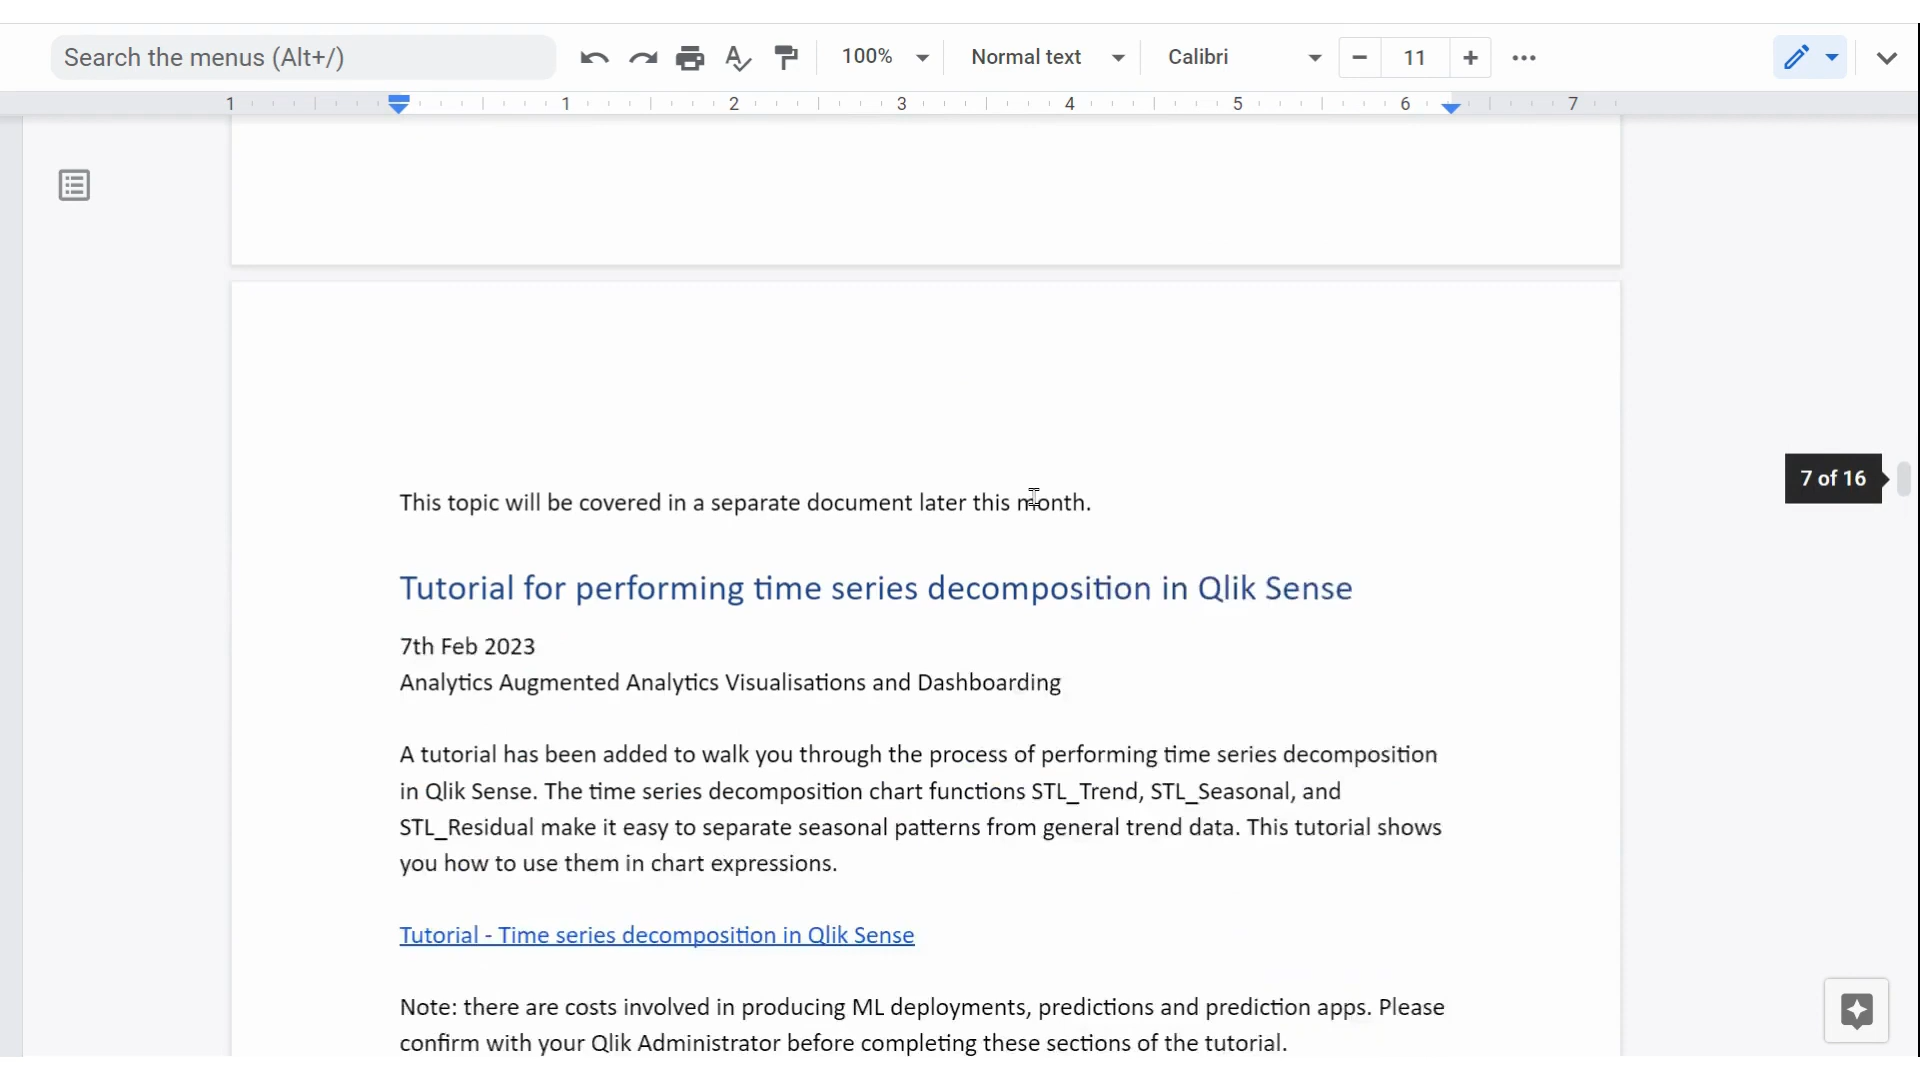 Search the menus (Alt+/)
100%
Normal text
Calibri
11
1 1 2 3 4 5 6 7
This topic will be covered in a separate document later this month.
7 of 16
Tutorial for performing time series decomposition in Qlik Sense
7th Feb 2023
Analytics Augmented Analytics Visualisations and Dashboarding
A tutorial has been added to walk you through the process of performing time series decomposition
in Qlik Sense. The time series decomposition chart functions STL_Trend, STL_Seasonal, and
STL_Residual make it easy to separate seasonal patterns from general trend data. This tutorial shows
you how to use them in chart expressions.
Tutorial - Time series decomposition in Qlik Sense
Note: there are costs involved in producing ML deployments, predictions and prediction apps. Please
confirm with your Qlik Administrator before completing these sections of the tutorial.